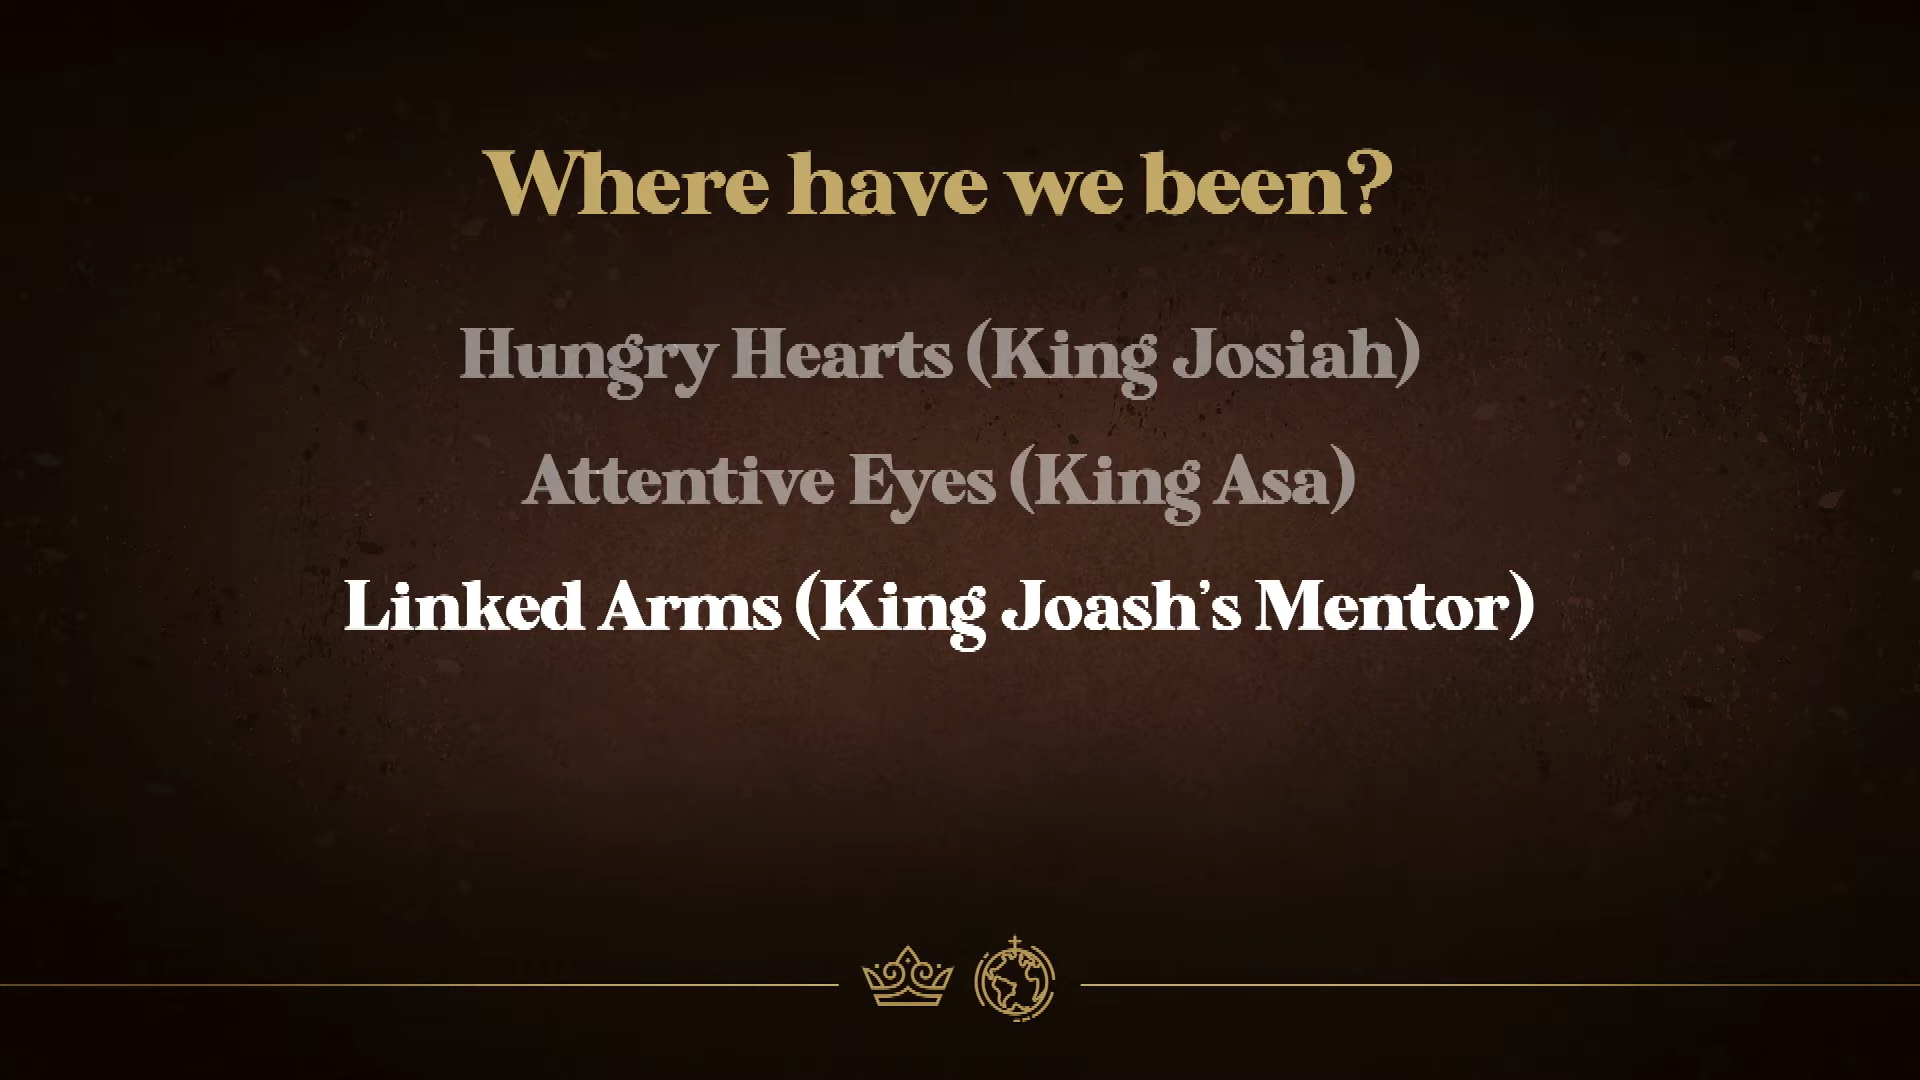 Where have we been?
Hungry Hearts (King Josiah)
Attentive Eyes (King Asa)
Linked Arms (King Joash's Mentor)